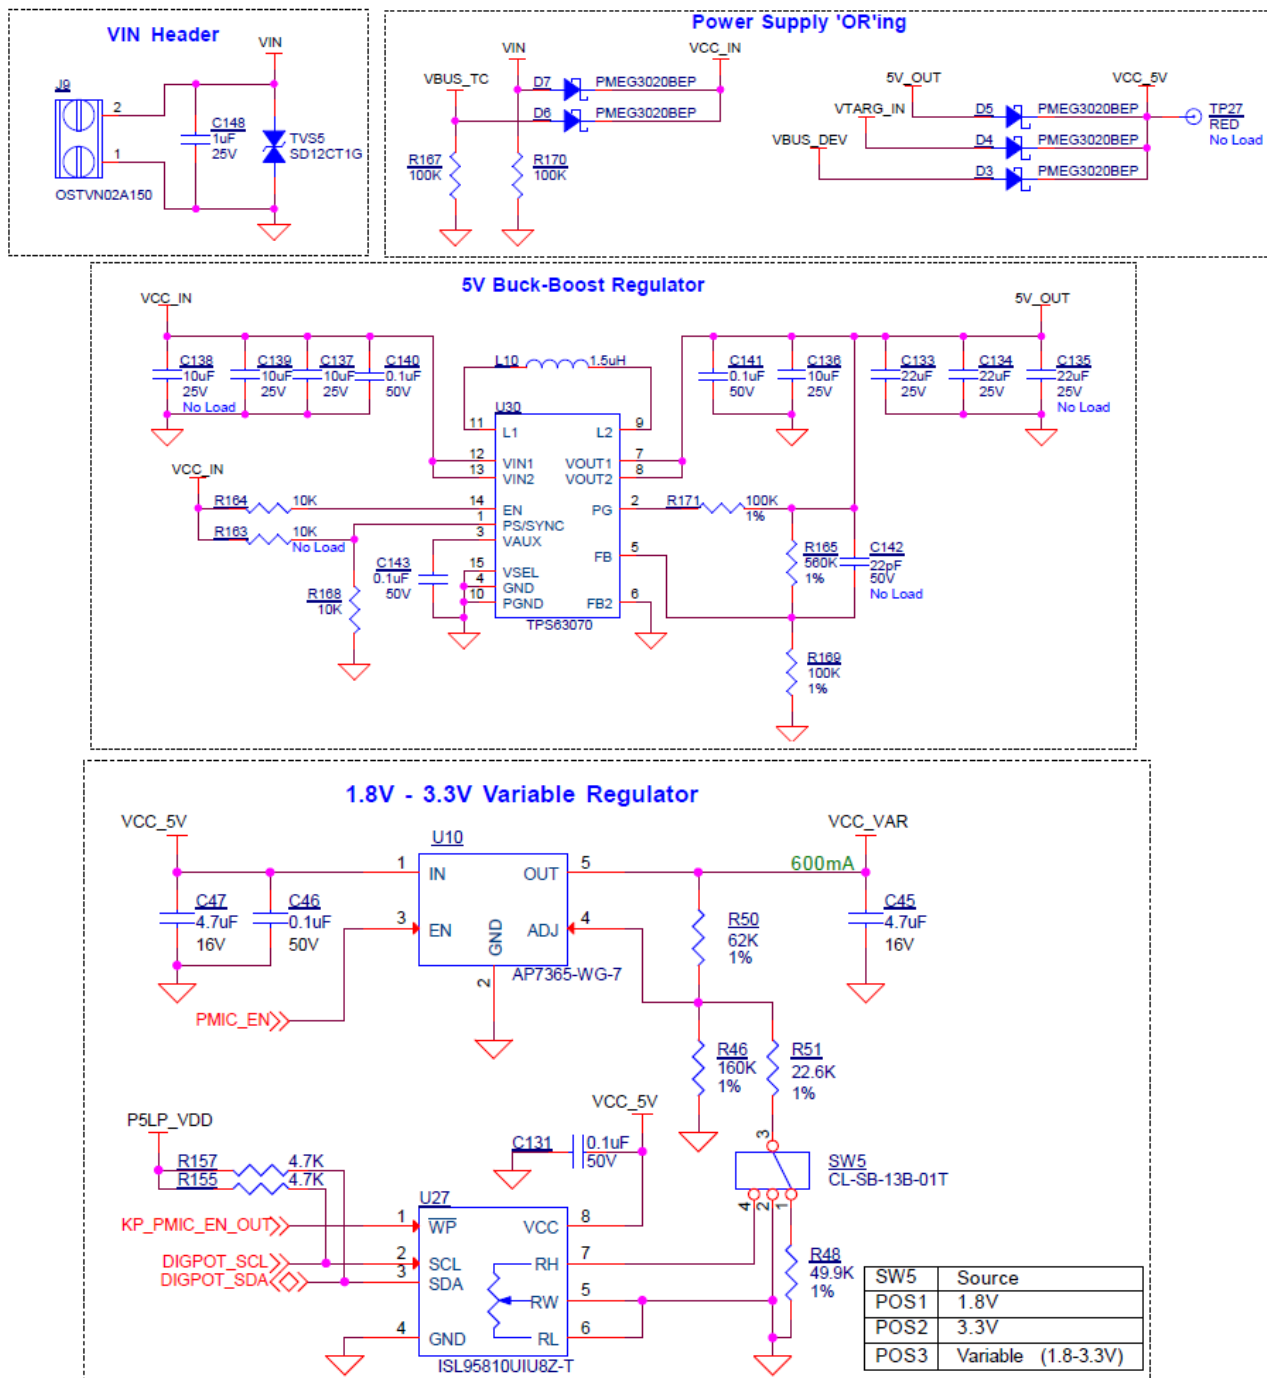 VIN Header
VIN
J9
2
1
C148
1uF
25V
TVS5
SD12CT1G
OSTVN02A150
Power Supply 'OR'ing
VIN
VCC_IN
VBUS_TC
D7
PMEG3020BEP
D6
PMEG3020BEP
R167
100K
R170
100K
5V_OUT
VCC_5V
VTARG_IN
D5
PMEG3020BEP
TP27
RED
No Load
VBUS_DEV
D4
PMEG3020BEP
D3
PMEG3020BEP
5V Buck-Boost Regulator
VCC_IN
5V_OUT
C138
10uF
25V
No Load
C139
10uF
25V
C137
10uF
25V
C140
0.1uF
50V
L10
1.5uH
C141
0.1uF
50V
C136
10uF
25V
C133
22uF
25V
C134
22uF
25V
C135
22uF
25V
No Load
U30
11
L1
L2
9
12
VIN1
VOUT1
7
13
VIN2
VOUT2
8
14
EN
PG
2
1
PS/SYNC
3
VAUX
FB
5
15
VSEL
4
GND
10
PGND
FB2
6
TPS63070
VCC_IN
R164
10K
R163
10K
No Load
C143
0.1uF
50V
R168
10K
R171
100K
1%
R165
560K
1%
C142
22pF
50V
No Load
R169
100K
1%
1.8V - 3.3V Variable Regulator
VCC_5V
U10
VCC_VAR
1
IN
OUT
5
600mA
C47
4.7uF
16V
C46
0.1uF
50V
3
EN
GND
ADJ
4
2
AP7365-WG-7
R50
62K
1%
C45
4.7uF
16V
PMIC_EN
R46
160K
1%
R51
22.6K
1%
P5LP_VDD
VCC_5V
C131
0.1uF
50V
R157
4.7K
R155
4.7K
3
SW5
CL-SB-13B-01T
4
2
1
U27
KP_PMIC_EN_OUT
1
WP
VCC
8
DIGPOT_SCL
2
SCL
RH
7
DIGPOT_SDA
3
SDA
RW
5
4
GND
RL
6
ISL95810UIU8Z-T
R48
49.9K
1%
SW5 Source
POS1 1.8V
POS2 3.3V
POS3 Variable (1.8-3.3V)